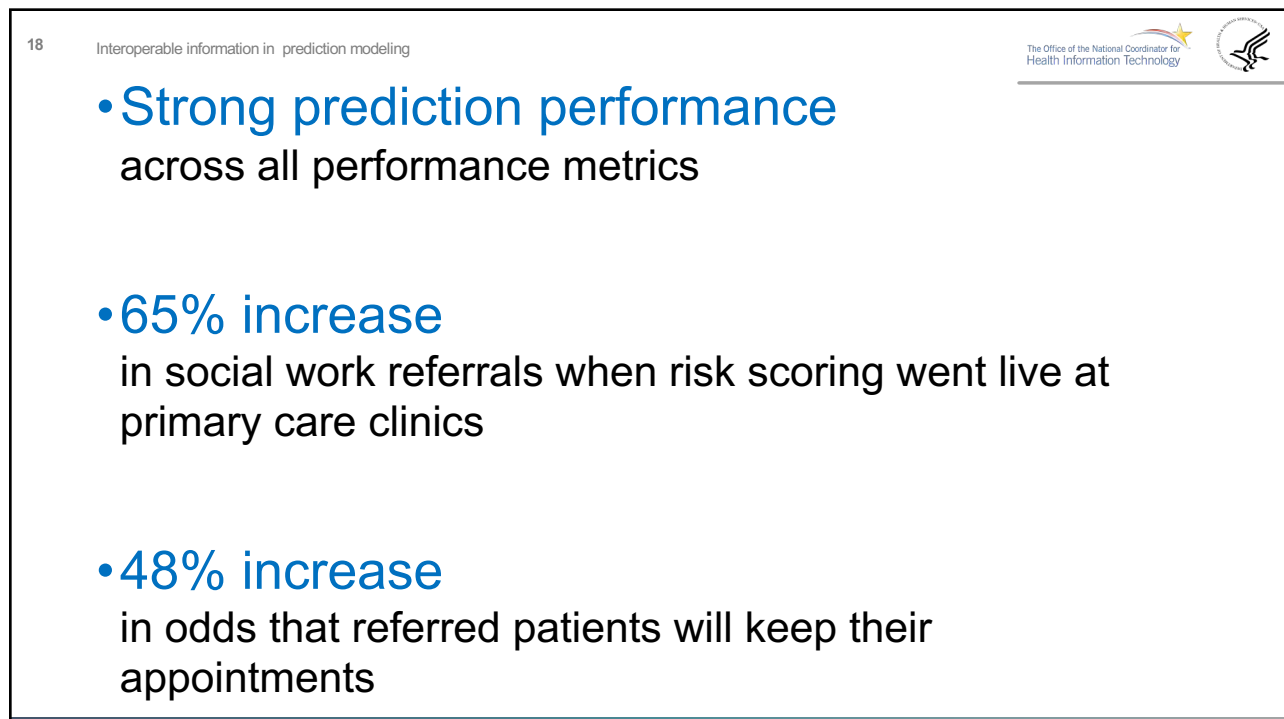 18
Interoperable information in prediction modeling
The Office of the National Coordinator for
Health Information Technology
•Strong prediction performance
across all performance metrics
•65% increase
in social work referrals when risk scoring went live at
primary care clinics
•48% increase
in odds that referred patients will keep their
appointments